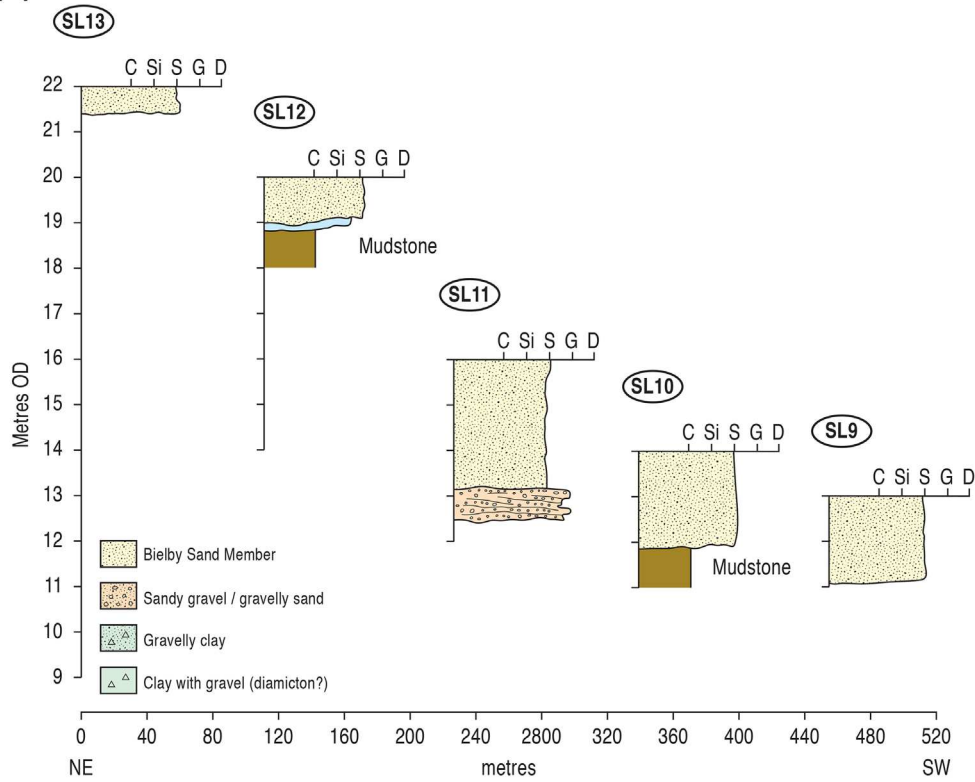 SL13
C Si S G D
22
SL12
21
C Si S G D
20
19
Mudstone
18
SL11
17
C Si S G D
16
SL10
15
SL9
C Si S G D
14
C Si S G D
13
12
Mudstone
11
10
9
Metres OD
Bielby Sand Member
Sandy gravel / gravelly sand
Gravelly clay
Clay with gravel (diamicton?)
0 40 80 120 160 200 240 2800 320 360 400 440 480 520
NE metres SW